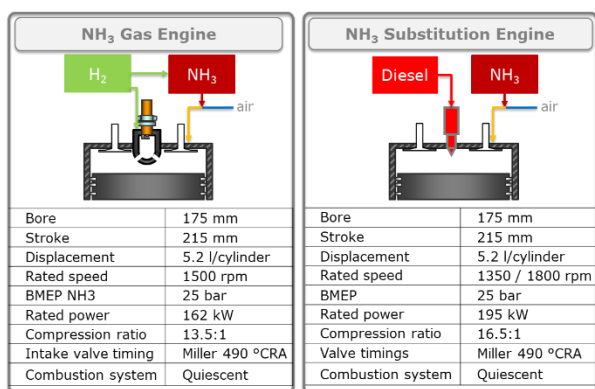 NH₃ Gas Engine
H₂
NH₃
air
Bore 175 mm
Stroke 215 mm
Displacement 5.2 l/cylinder
Rated speed 1500 rpm
BMEP NH3 25 bar
Rated power 162 kW
Compression ratio 13.5:1
Intake valve timing Miller 490 °CRA
Combustion system Quiescent
NH₃ Substitution Engine
Diesel
NH₃
air
Bore 175 mm
Stroke 215 mm
Displacement 5.2 l/cylinder
Rated speed 1350 / 1800 rpm
BMEP 25 bar
Rated power 195 kW
Compression ratio 16.5:1
Valve timings Miller 490 °CRA
Combustion system Quiescent